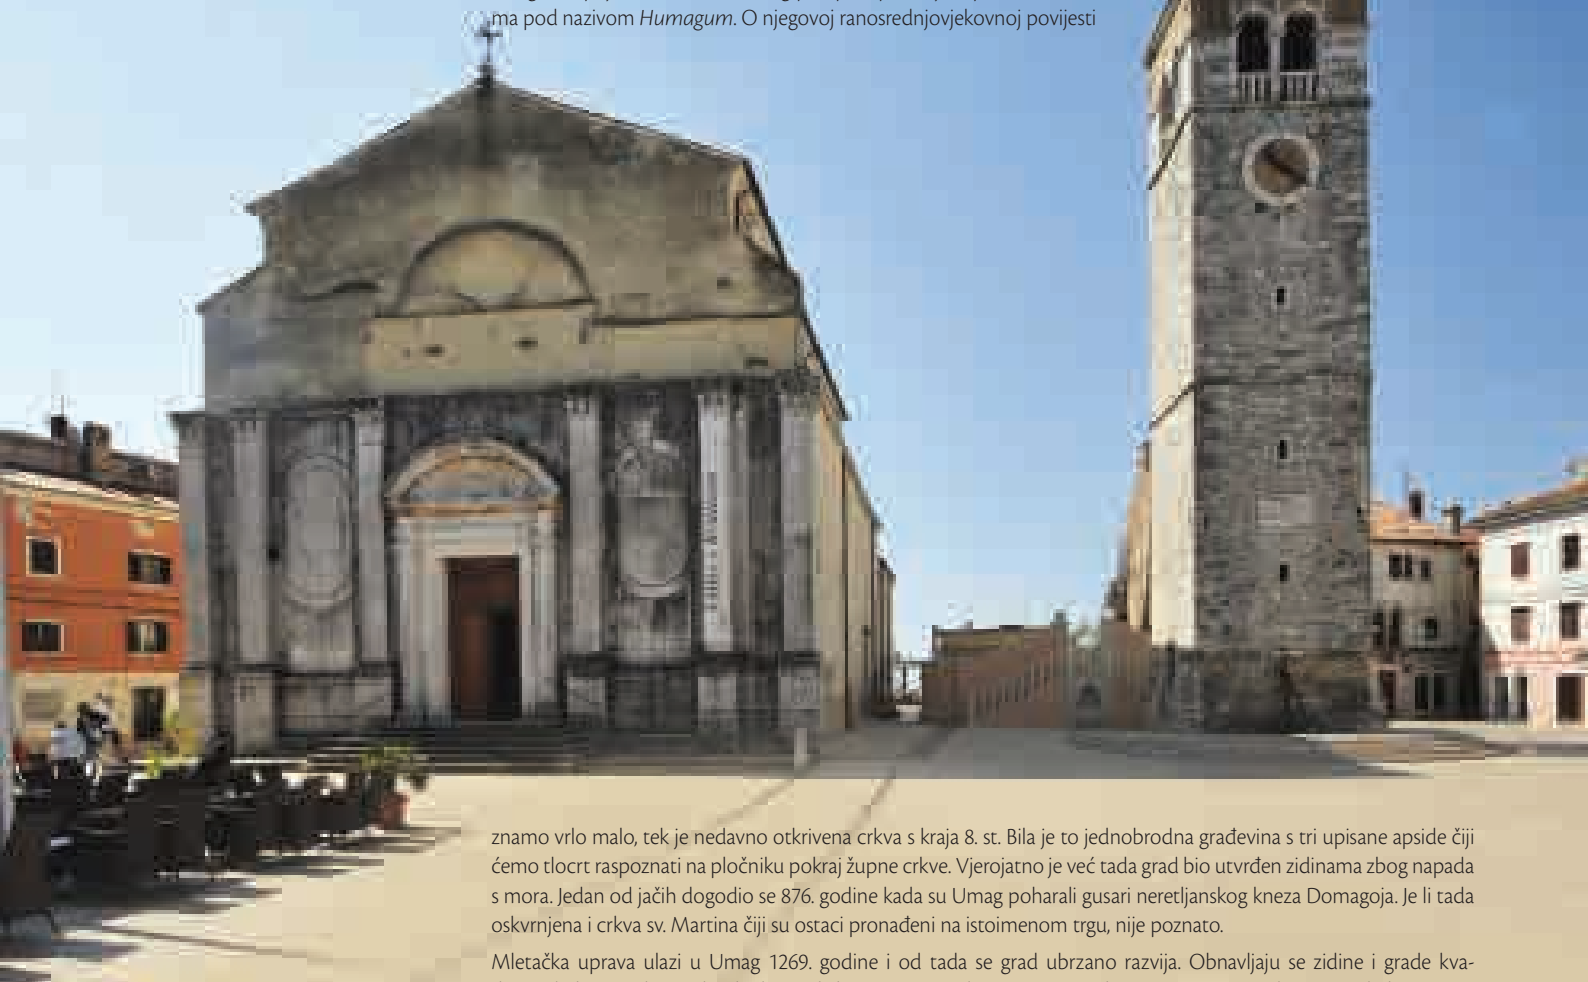 ma pod nazivom Humagum. O njegovoj ranosrednjovjekovnoj povijesti
znamo vrlo malo, tek je nedavno otkrivena crkva s kraja 8. st. Bila je to jednobrodna građevina s tri upisane apside čiji
ćemo tlocrt raspoznati na pločniku pokraj župne crkve. Vjerojatno je već tada grad bio utvrđen zidinama zbog napada
s mora. Jedan od jačih dogodio se 876. godine kada su Umag poharali gusari neretljanskog kneza Domagoja. Je li tada
oskvrnjena i crkva sv. Martina čiji su ostaci pronađeni na istoimenom trgu, nije poznato.
Mletačka uprava ulazi u Umag 1269. godine i od tada se grad ubrzano razvija. Obnavljaju se zidine i grade kva-